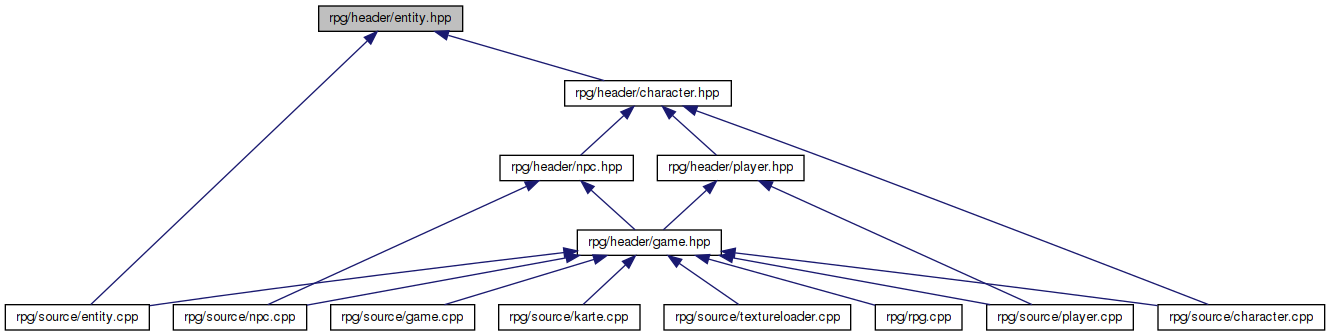 rpg/header/entity.hpp
rpg/header/character.hpp
rpg/header/npc.hpp
rpg/header/player.hpp
rpg/header/game.hpp
rpg/source/entity.cpp
rpg/source/npc.cpp
rpg/source/game.cpp
rpg/source/karte.cpp
rpg/source/textureloader.cpp
rpg/rpg.cpp
rpg/source/player.cpp
rpg/source/character.cpp